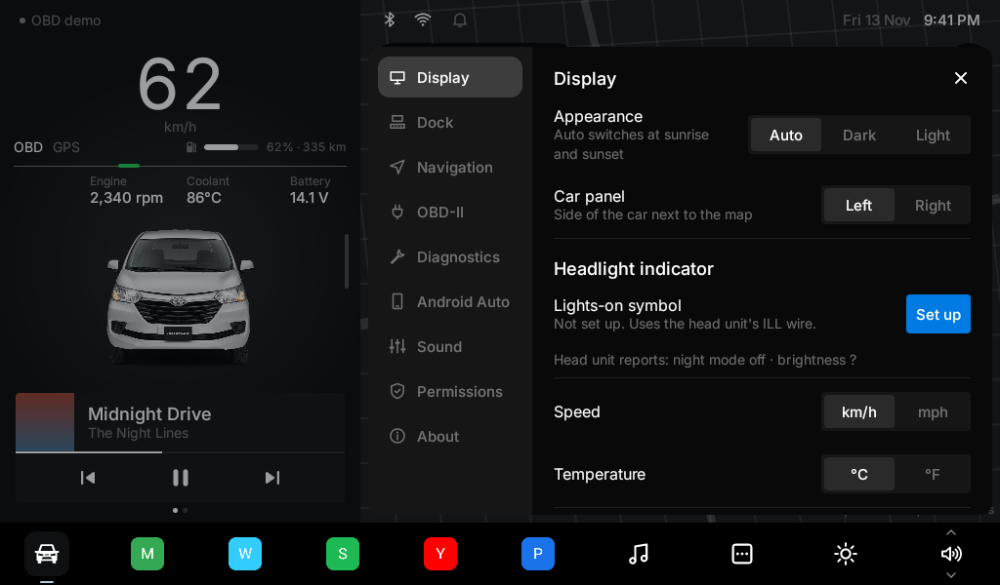 OBD demo
Fri 13 Nov 9:41 PM
62
km/h
OBD GPS
62% · 335 km
Engine Coolant Battery
2,340 rpm 86°C 14.1 V
Midnight Drive
The Night Lines
Display
Dock
Navigation
OBD-II
Diagnostics
Android Auto
Sound
Permissions
About
Display
Appearance
Auto switches at sunrise
and sunset
Auto Dark Light
Car panel
Side of the car next to the map
Left Right
Headlight indicator
Lights-on symbol
Not set up. Uses the head unit's ILL wire.
Set up
Head unit reports: night mode off · brightness ?
Speed
km/h mph
Temperature
°C °F
M W S Y P